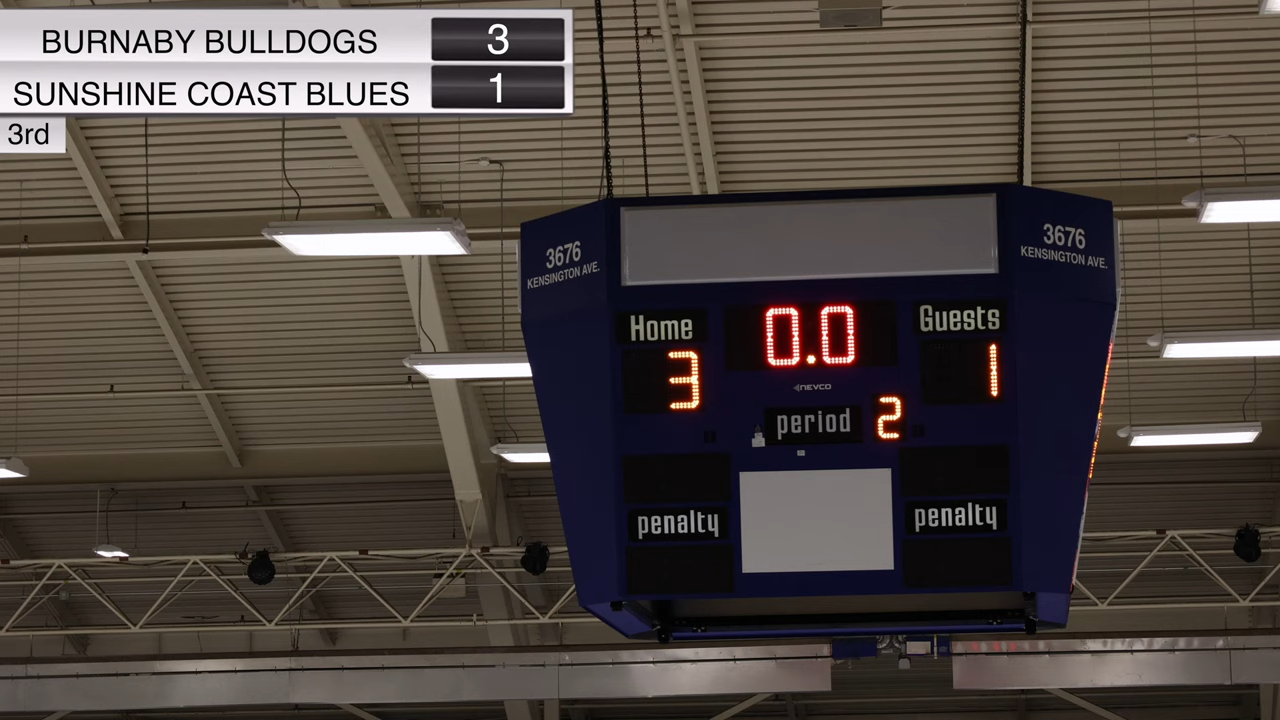 BURNABY BULLDOGS 3
SUNSHINE COAST BLUES 1
3rd
3676
KENSINGTON AVE.
3676
KENSINGTON AVE.
Home 0.0 Guests
3 1
NEVCO
period 2
penalty penalty